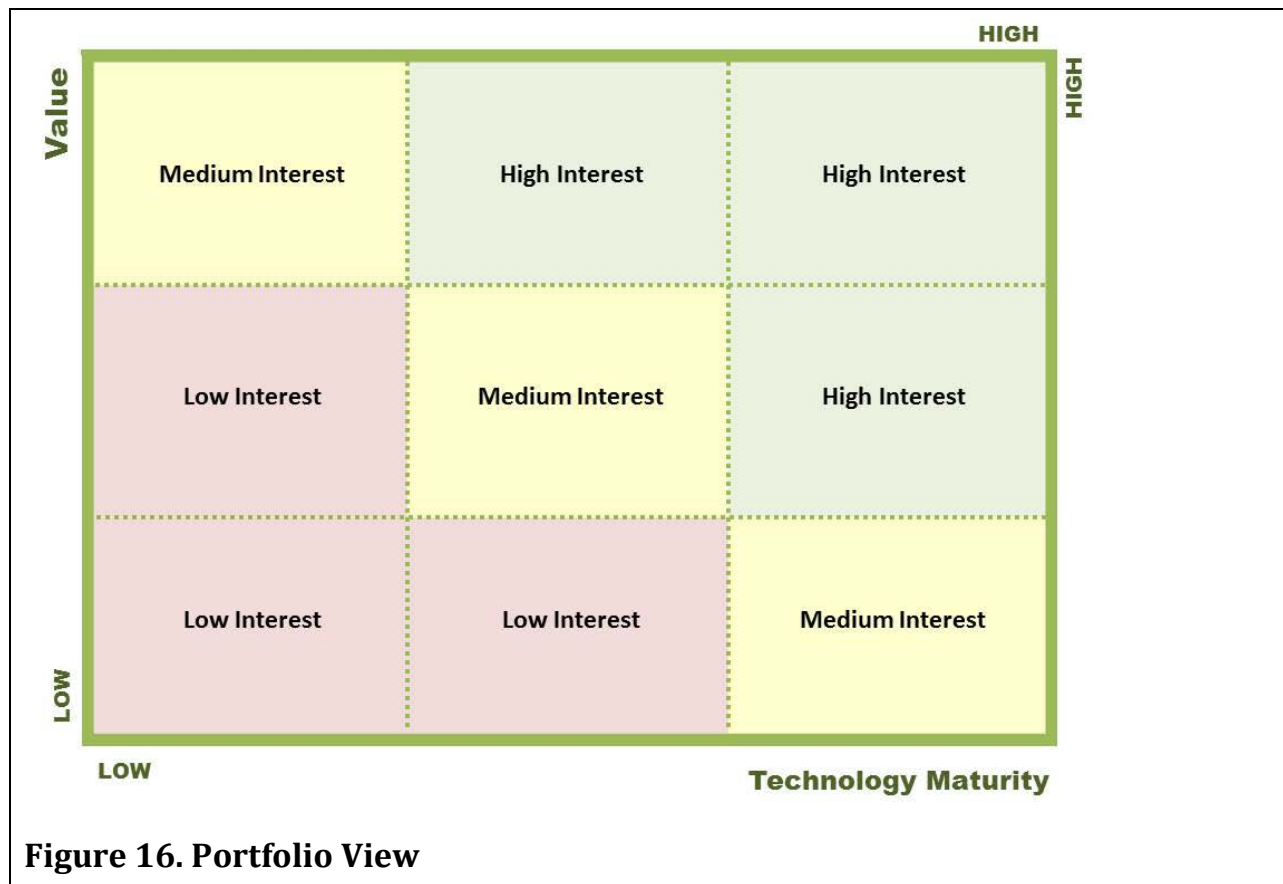 HIGH
HIGH
Value
Medium Interest
High Interest
High Interest
Low Interest
Medium Interest
High Interest
Low Interest
Low Interest
Medium Interest
LOW
LOW
Technology Maturity
Figure 16. Portfolio View